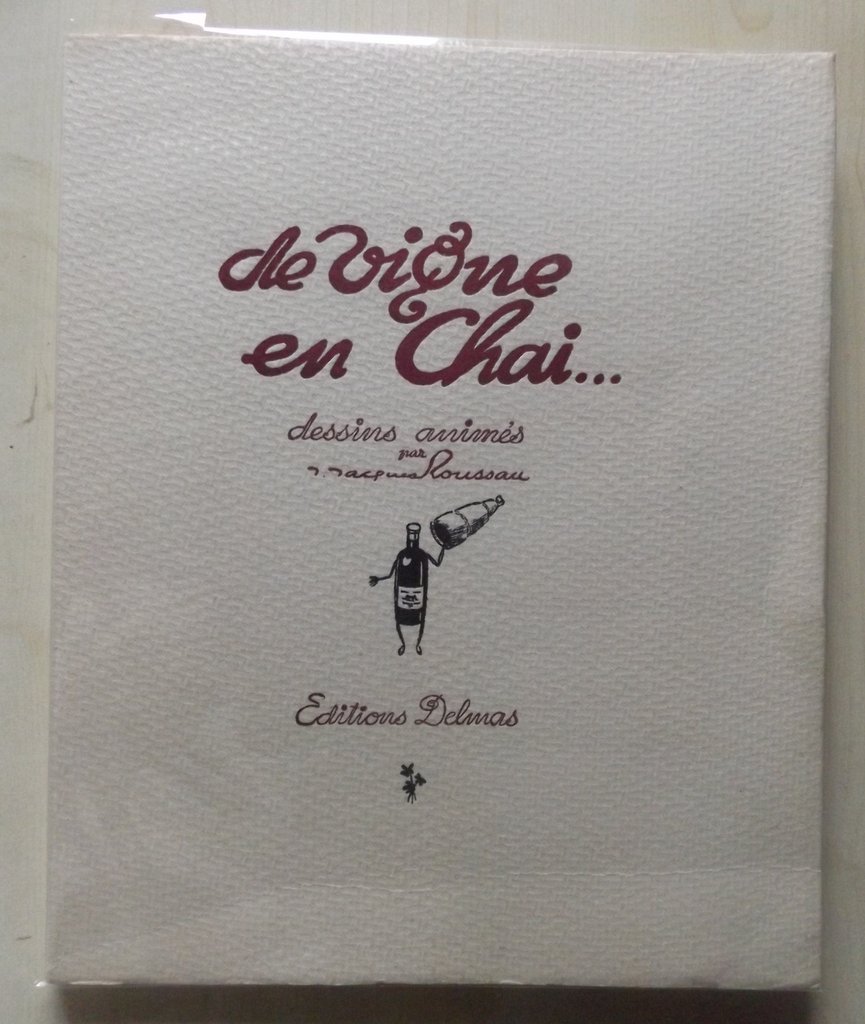 de Vigne
en Chai...
dessins animés
par
J. Jacques Roussau
Editions Delmas